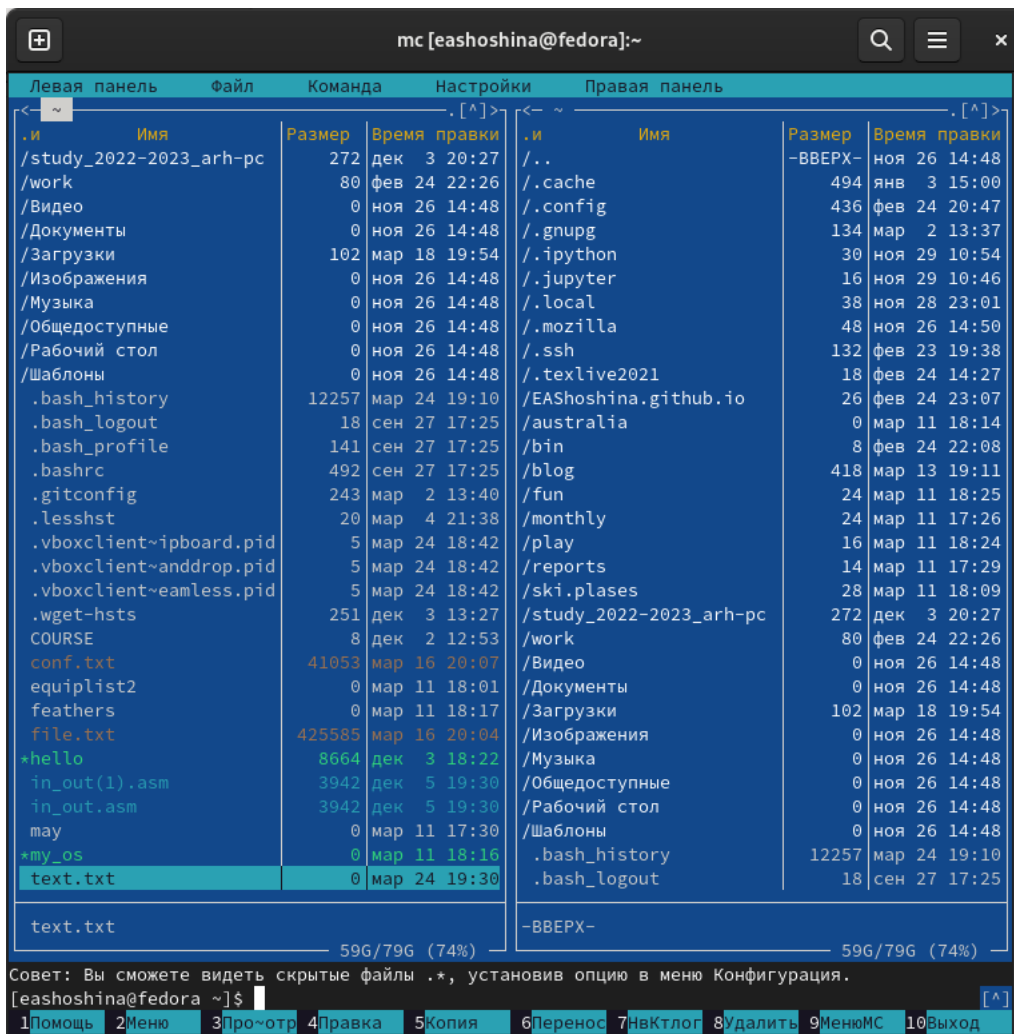 mc [eashoshina@fedora]:~
Левая панель Файл Команда Настройки Правая панель
<— ~ .[^]> <— ~ .[^]>
.и Имя Размер Время правки .и Имя Размер Время правки
/study_2022-2023_arh-pc 272 дек 3 20:27 /.. -ВВЕРХ- ноя 26 14:48
/work 80 фев 24 22:26 /.cache 494 янв 3 15:00
/Видео 0 ноя 26 14:48 /.config 436 фев 24 20:47
/Документы 0 ноя 26 14:48 /.gnupg 134 мар 2 13:37
/Загрузки 102 мар 18 19:54 /.ipython 30 ноя 29 10:54
/Изображения 0 ноя 26 14:48 /.jupyter 16 ноя 29 10:46
/Музыка 0 ноя 26 14:48 /.local 38 ноя 28 23:01
/Общедоступные 0 ноя 26 14:48 /.mozilla 48 ноя 26 14:50
/Рабочий стол 0 ноя 26 14:48 /.ssh 132 фев 23 19:38
/Шаблоны 0 ноя 26 14:48 /.texlive2021 18 фев 24 14:27
.bash_history 12257 мар 24 19:10 /EAShoshina.github.io 26 фев 24 23:07
.bash_logout 18 сен 27 17:25 /australia 0 мар 11 18:14
.bash_profile 141 сен 27 17:25 /bin 8 фев 24 22:08
.bashrc 492 сен 27 17:25 /blog 418 мар 13 19:11
.gitconfig 243 мар 2 13:40 /fun 24 мар 11 18:25
.lesshst 20 мар 4 21:38 /monthly 24 мар 11 17:26
.vboxclient~ipboard.pid 5 мар 24 18:42 /play 16 мар 11 18:24
.vboxclient~anddrop.pid 5 мар 24 18:42 /reports 14 мар 11 17:29
.vboxclient~eamless.pid 5 мар 24 18:42 /ski.plases 28 мар 11 18:09
.wget-hsts 251 дек 3 13:27 /study_2022-2023_arh-pc 272 дек 3 20:27
COURSE 8 дек 2 12:53 /work 80 фев 24 22:26
conf.txt 41053 мар 16 20:07 /Видео 0 ноя 26 14:48
equiplist2 0 мар 11 18:01 /Документы 0 ноя 26 14:48
feathers 0 мар 11 18:17 /Загрузки 102 мар 18 19:54
file.txt 425585 мар 16 20:04 /Изображения 0 ноя 26 14:48
*hello 8664 дек 3 18:22 /Музыка 0 ноя 26 14:48
in_out(1).asm 3942 дек 5 19:30 /Общедоступные 0 ноя 26 14:48
in_out.asm 3942 дек 5 19:30 /Рабочий стол 0 ноя 26 14:48
may 0 мар 11 17:30 /Шаблоны 0 ноя 26 14:48
*my_os 0 мар 11 18:16 .bash_history 12257 мар 24 19:10
text.txt 0 мар 24 19:30 .bash_logout 18 сен 27 17:25
text.txt -ВВЕРХ-
59G/79G (74%) 59G/79G (74%)
Совет: Вы сможете видеть скрытые файлы .*, установив опцию в меню Конфигурация.
[eashoshina@fedora ~]$ [^]
1Помощь 2Меню 3Про~отр 4Правка 5Копия 6Перенос 7НвКтлог 8Удалить 9МенюMC 10Выход